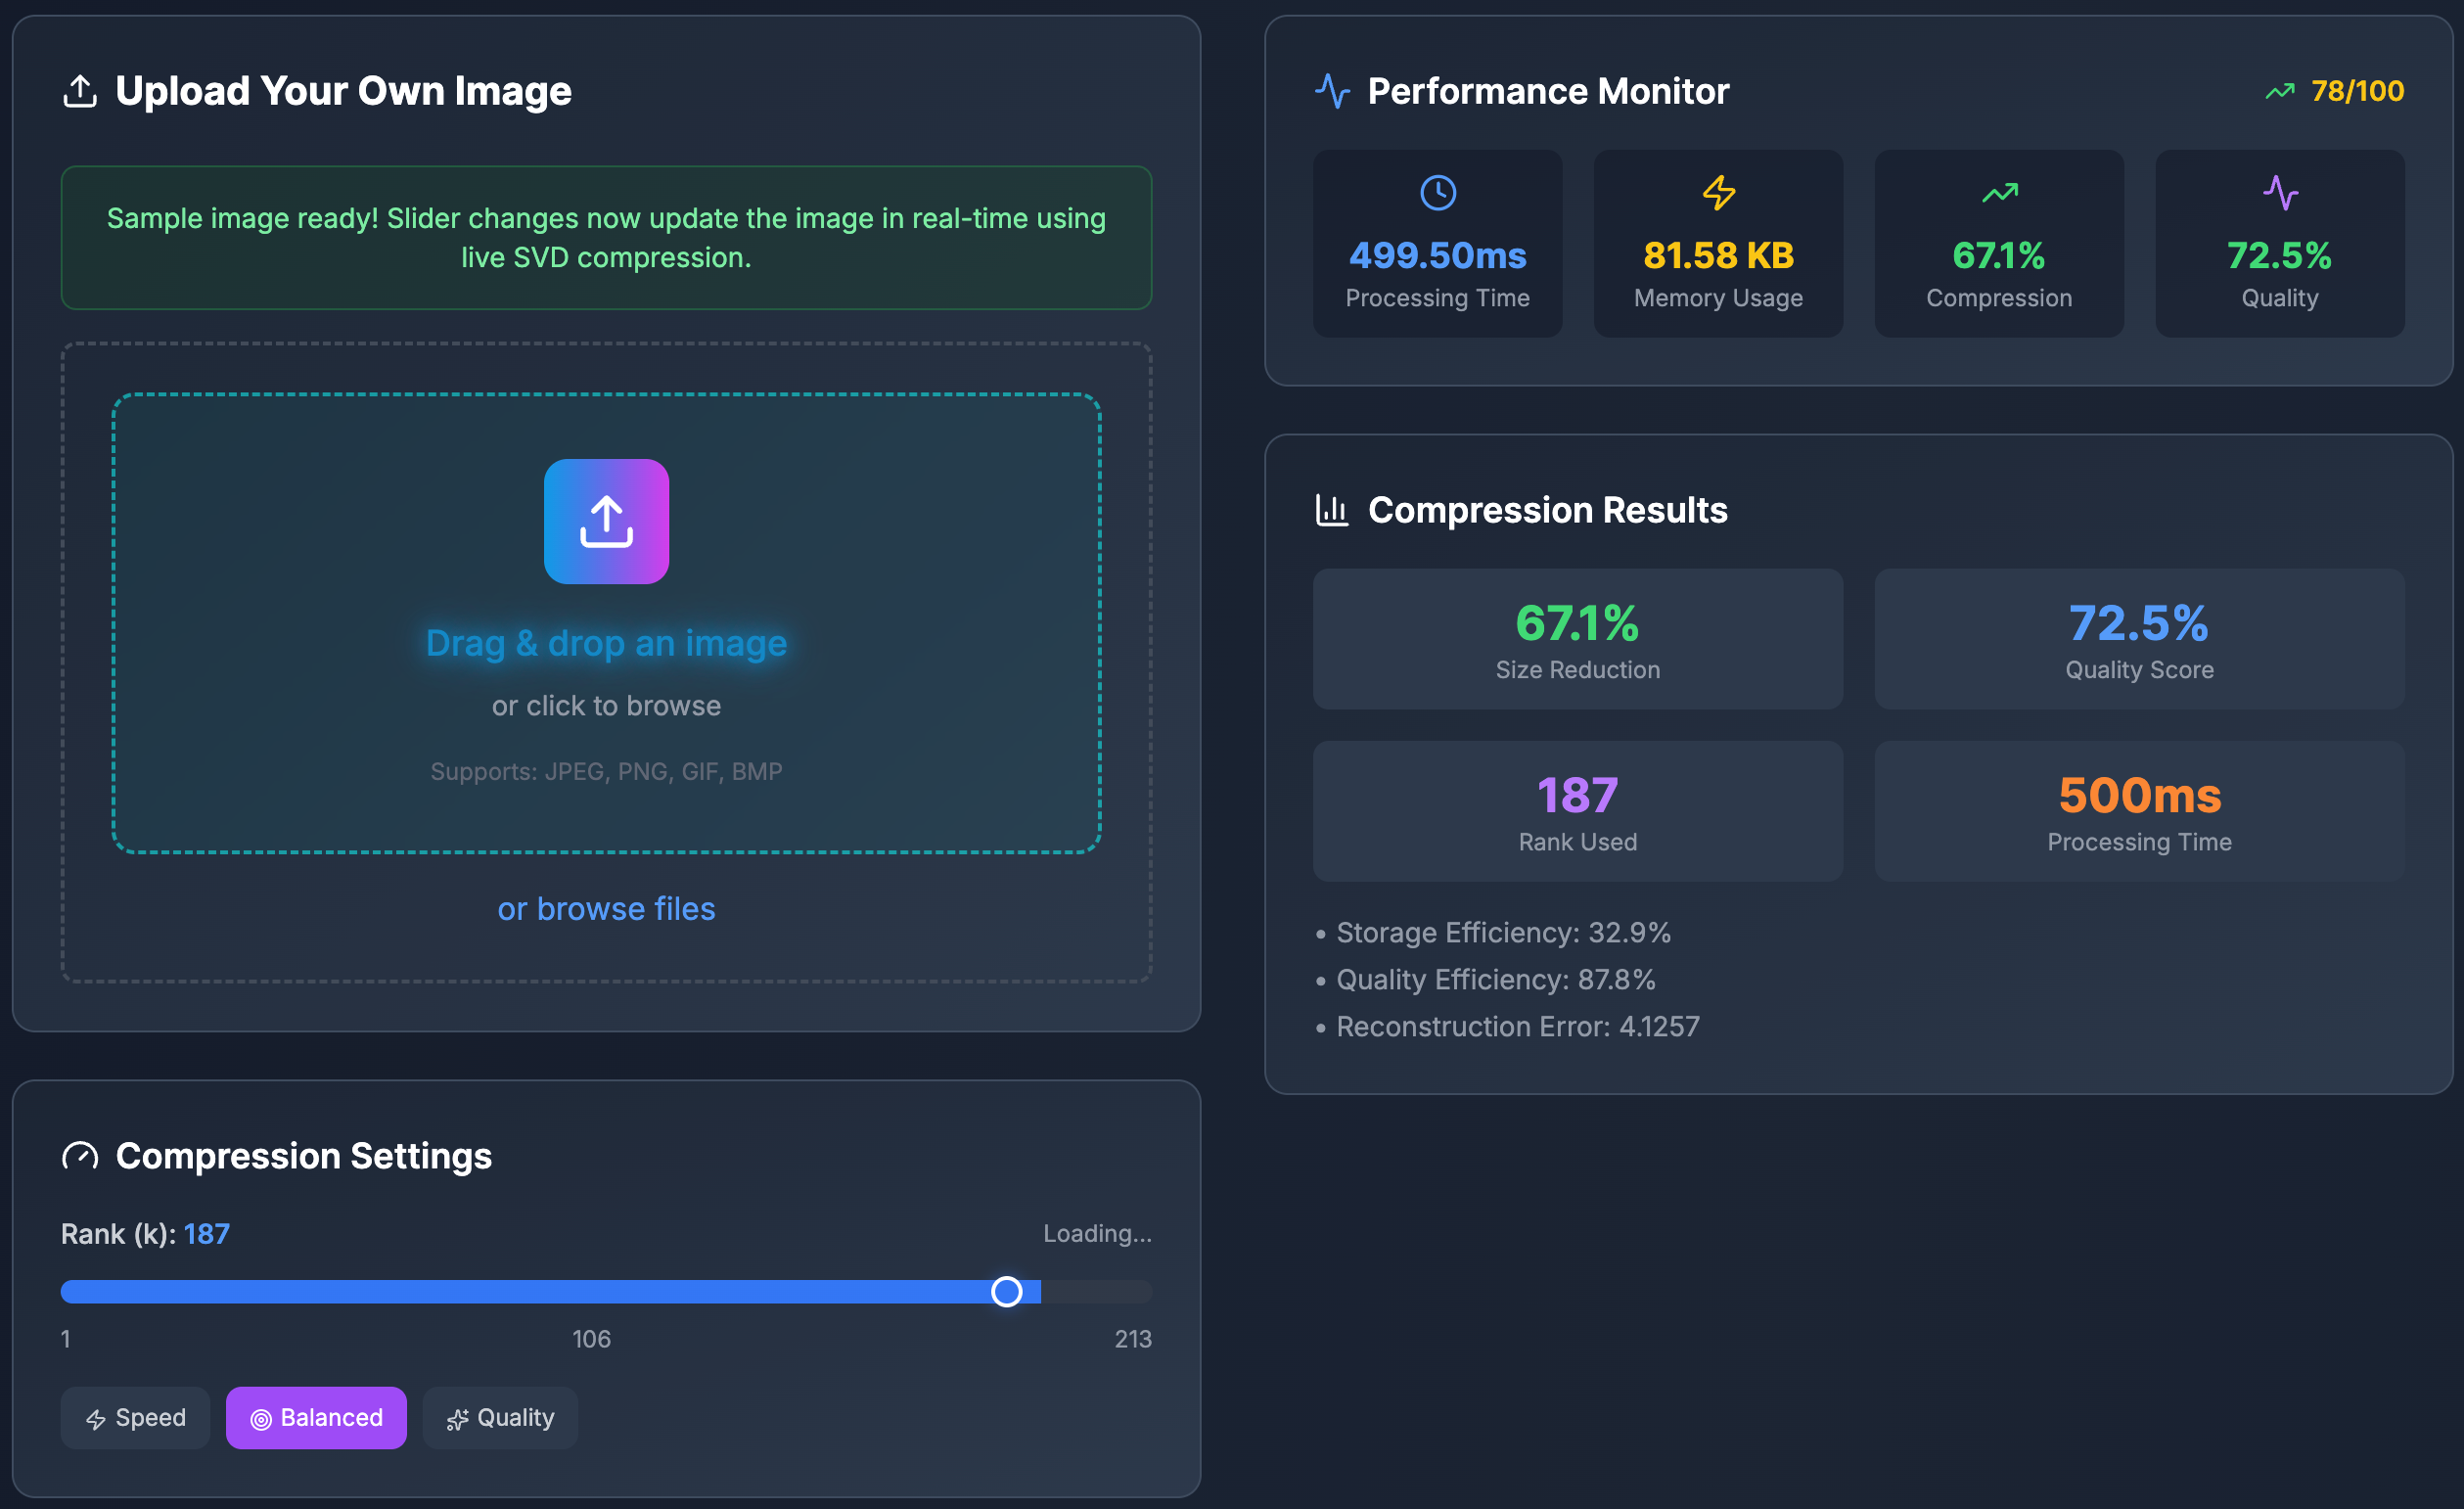 Upload Your Own Image
Sample image ready! Slider changes now update the image in real-time using
live SVD compression.
Drag & drop an image
or click to browse
Supports: JPEG, PNG, GIF, BMP
or browse files
Compression Settings
Rank (k): 187
Loading...
1
106
213
Speed
Balanced
Quality
Performance Monitor
78/100
499.50ms
Processing Time
81.58 KB
Memory Usage
67.1%
Compression
72.5%
Quality
Compression Results
67.1%
Size Reduction
72.5%
Quality Score
187
Rank Used
500ms
Processing Time
• Storage Efficiency: 32.9%
• Quality Efficiency: 87.8%
• Reconstruction Error: 4.1257